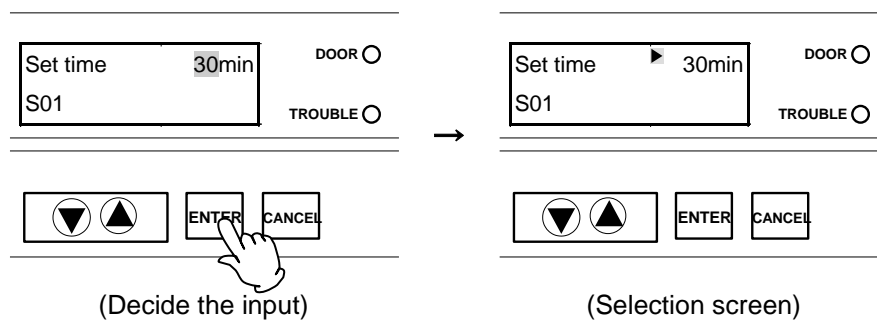 Set time 30min
S01
DOOR
TROUBLE
ENTER CANCEL
(Decide the input)
→
Set time ▶ 30min
S01
DOOR
TROUBLE
ENTER CANCEL
(Selection screen)